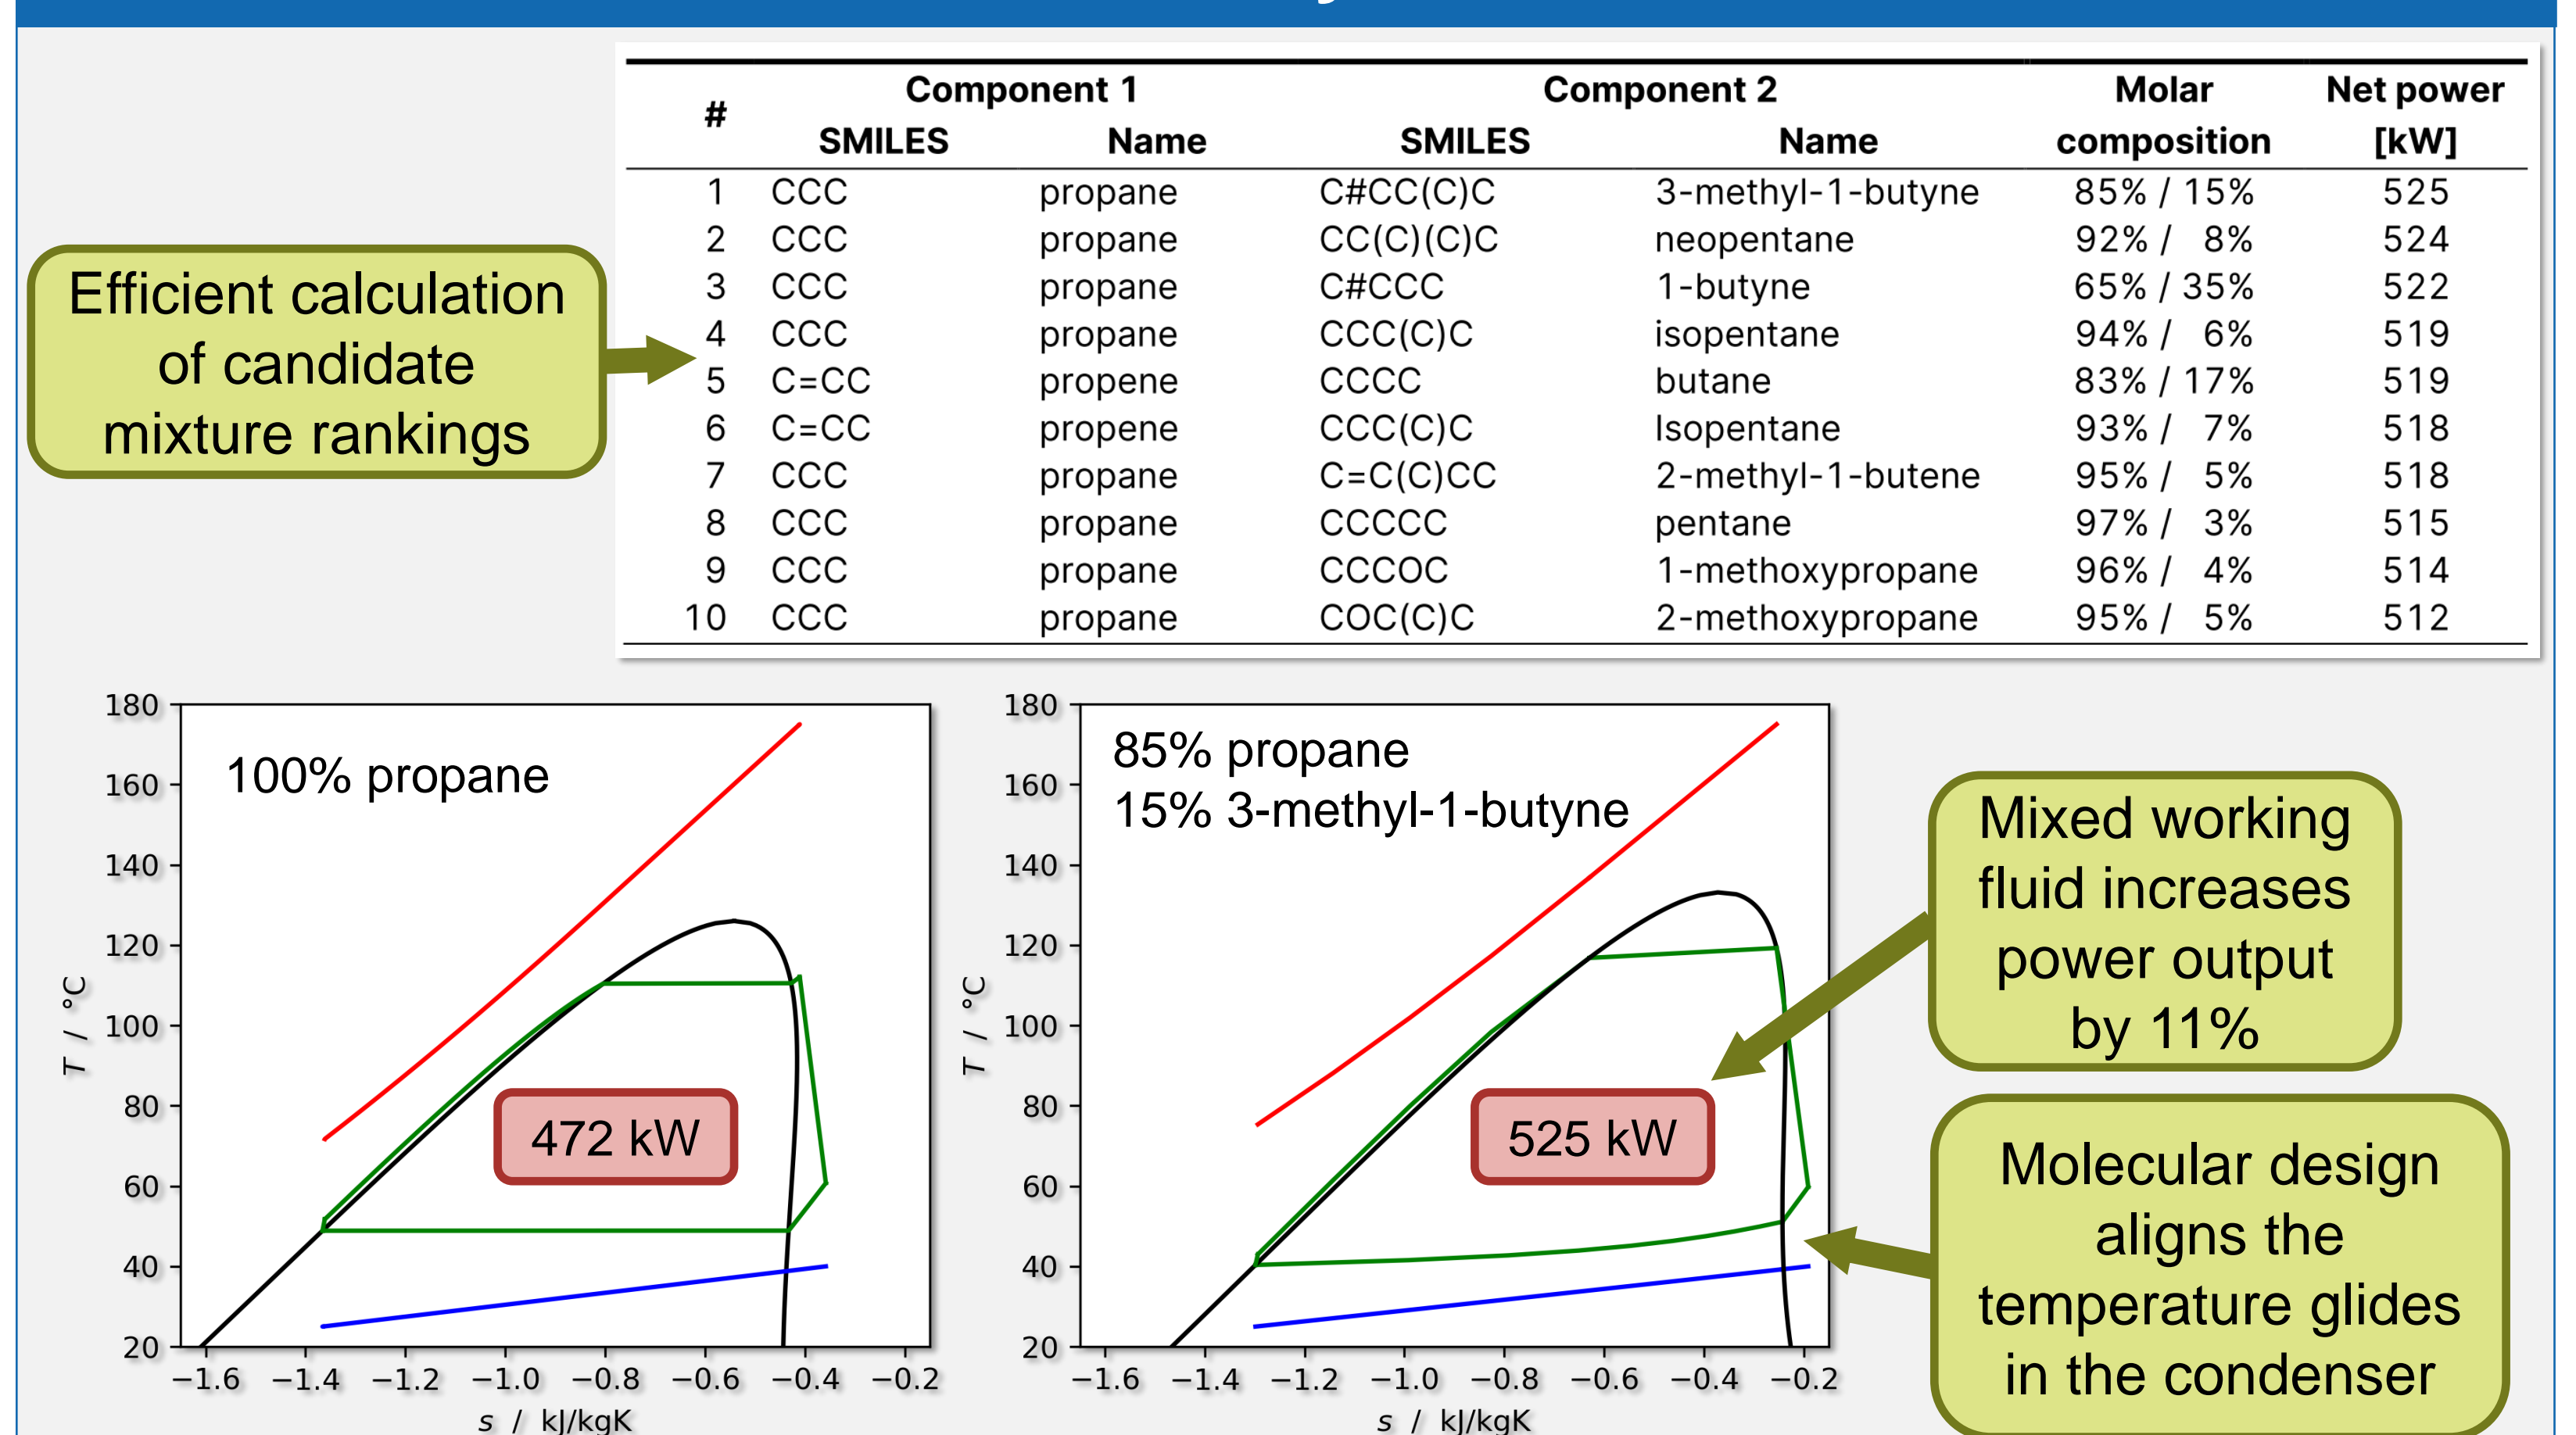 Component 1 Component 2 Molar Net power
#
SMILES Name SMILES Name composition [kW]
1 CCC propane C#CC(C)C 3-methyl-1-butyne 85% / 15% 525
2 CCC propane CC(C)(C)C neopentane 92% / 8% 524
3 CCC propane C#CCC 1-butyne 65% / 35% 522
4 CCC propane CCC(C)C isopentane 94% / 6% 519
5 C=CC propene CCCC butane 83% / 17% 519
6 C=CC propene CCC(C)C Isopentane 93% / 7% 518
7 CCC propane C=C(C)CC 2-methyl-1-butene 95% / 5% 518
8 CCC propane CCCCC pentane 97% / 3% 515
9 CCC propane CCCOC 1-methoxypropane 96% / 4% 514
10 CCC propane COC(C)C 2-methoxypropane 95% / 5% 512
Efficient calculation
of candidate
mixture rankings
180
160
140
120
100
80
60
40
20
T / °C
100% propane
472 kW
−1.6 −1.4 −1.2 −1.0 −0.8 −0.6 −0.4 −0.2
s / kJ/kgK
180
160
140
120
100
80
60
40
20
T / °C
85% propane
15% 3-methyl-1-butyne
525 kW
−1.6 −1.4 −1.2 −1.0 −0.8 −0.6 −0.4 −0.2
s / kJ/kgK
Mixed working
fluid increases
power output
by 11%
Molecular design
aligns the
temperature glides
in the condenser